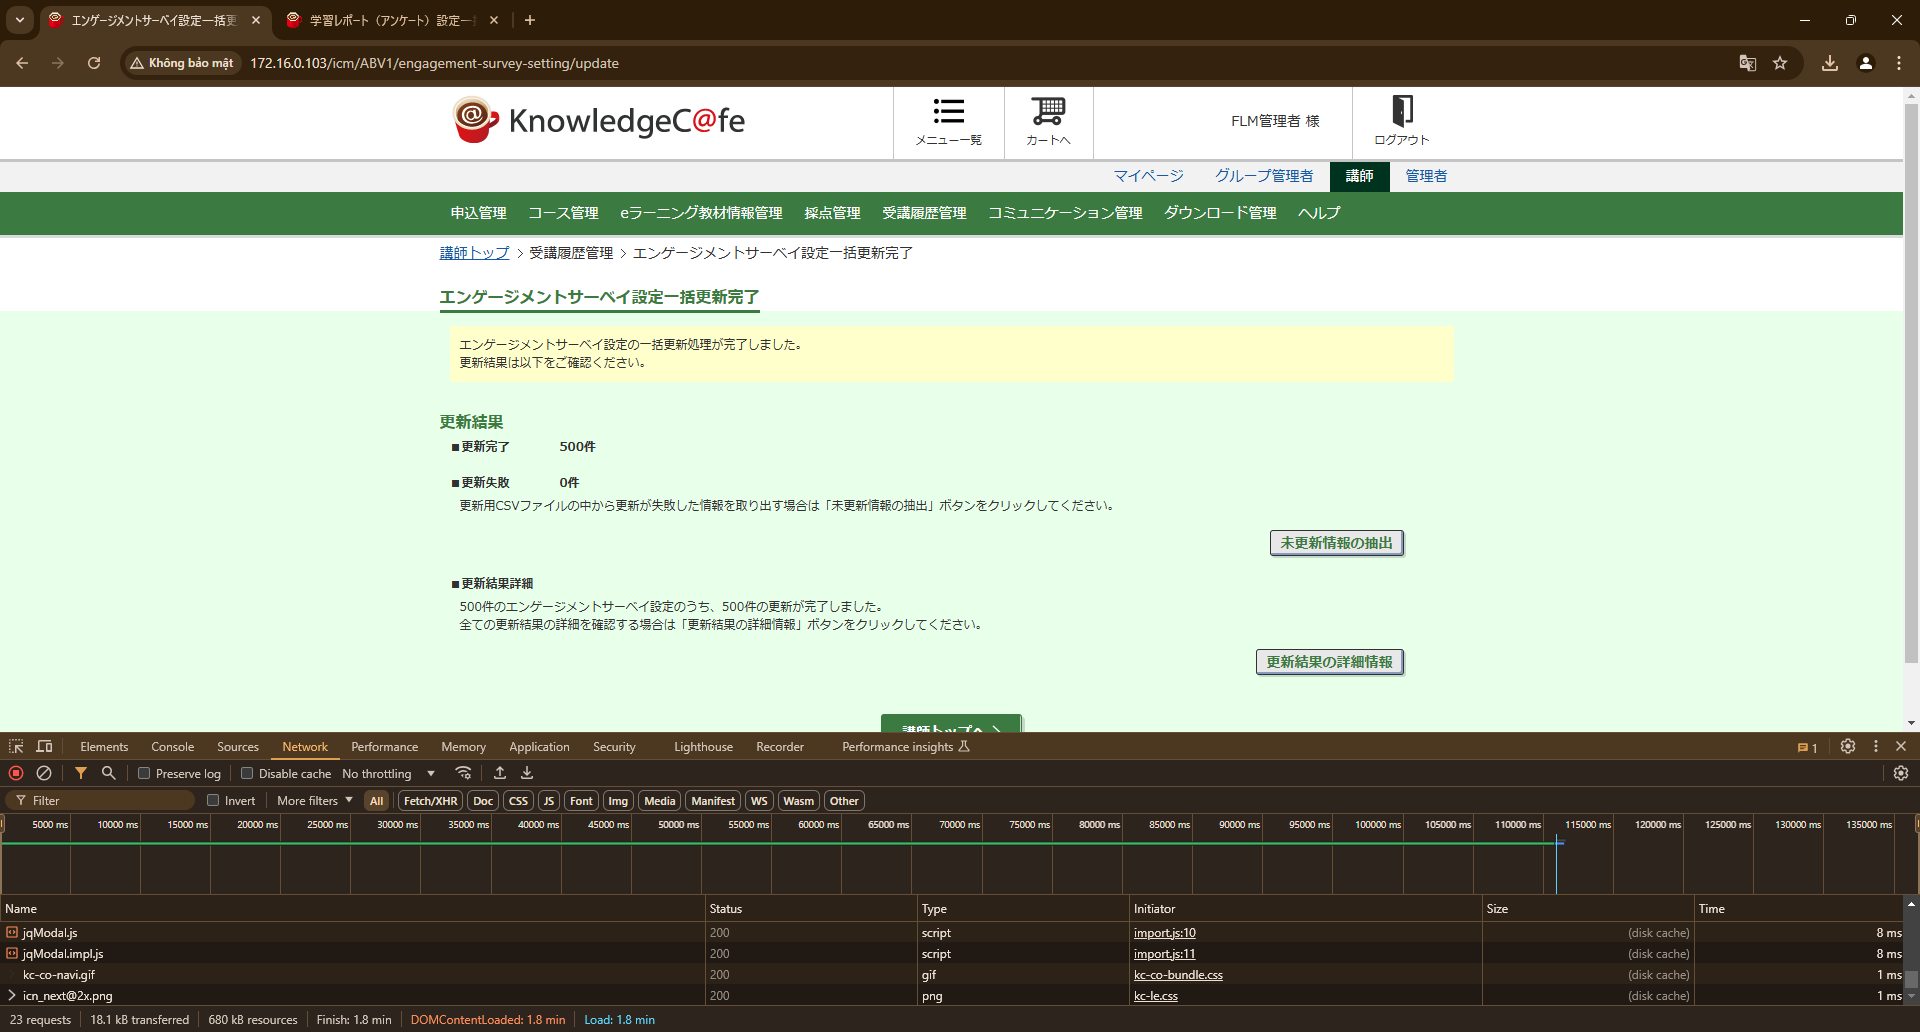 エンゲージメントサーベイ設定一括更
学習レポート（アンケート）設定一
Không bảo mật
172.16.0.103/icm/ABV1/engagement-survey-setting/update
KnowledgeC@fe
メニュー一覧
カートへ
FLM管理者 様
ログアウト
マイページ
グループ管理者
講師
管理者
申込管理
コース管理
eラーニング教材情報管理
採点管理
受講履歴管理
コミュニケーション管理
ダウンロード管理
ヘルプ
講師トップ > 受講履歴管理 > エンゲージメントサーベイ設定一括更新完了
エンゲージメントサーベイ設定一括更新完了
エンゲージメントサーベイ設定の一括更新処理が完了しました。
更新結果は以下をご確認ください。
更新結果
■更新完了 500件
■更新失敗 0件
更新用CSVファイルの中から更新が失敗した情報を取り出す場合は「未更新情報の抽出」ボタンをクリックしてください。
未更新情報の抽出
■更新結果詳細
500件のエンゲージメントサーベイ設定のうち、500件の更新が完了しました。
全ての更新結果の詳細を確認する場合は「更新結果の詳細情報」ボタンをクリックしてください。
更新結果の詳細情報
講師トップへ
Elements Console Sources Network Performance Memory Application Security Lighthouse Recorder Performance insights 1
Preserve log Disable cache No throttling
Filter Invert More filters All Fetch/XHR Doc CSS JS Font Img Media Manifest WS Wasm Other
5000 ms 10000 ms 15000 ms 20000 ms 25000 ms 30000 ms 35000 ms 40000 ms 45000 ms 50000 ms 55000 ms 60000 ms 65000 ms 70000 ms 75000 ms 80000 ms 85000 ms 90000 ms 95000 ms 100000 ms 105000 ms 110000 ms 115000 ms 120000 ms 125000 ms 130000 ms 135000 ms
Name Status Type Initiator Size Time
jqModal.js 200 script import.js:10 (disk cache) 8 ms
jqModal.impl.js 200 script import.js:11 (disk cache) 8 ms
kc-co-navi.gif 200 gif kc-co-bundle.css (disk cache) 1 ms
icn_next@2x.png 200 png kc-le.css (disk cache) 1 ms
23 requests 18.1 kB transferred 680 kB resources Finish: 1.8 min DOMContentLoaded: 1.8 min Load: 1.8 min